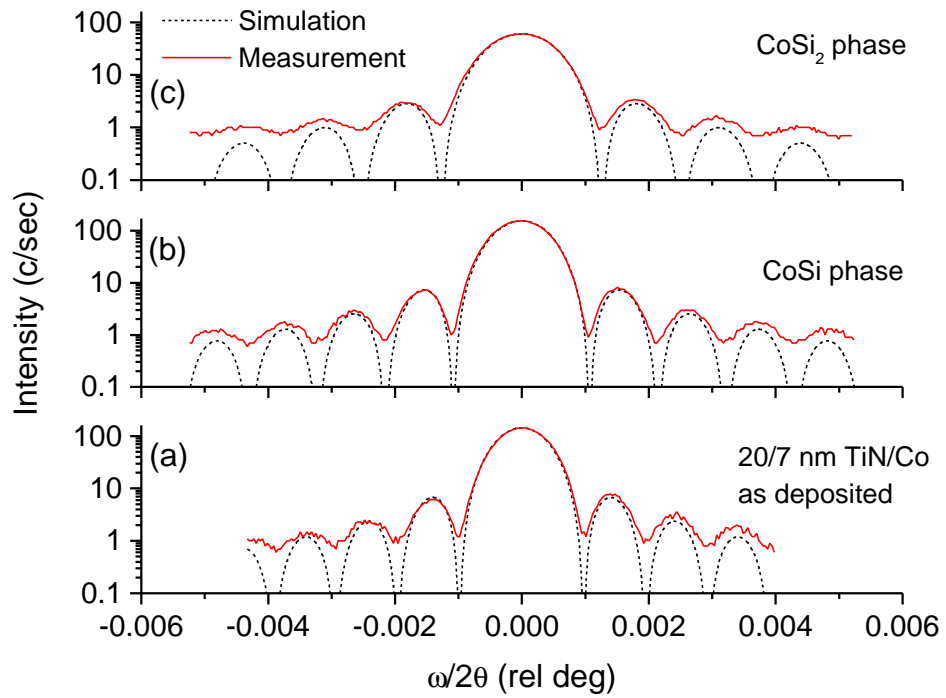 Simulation
Measurement
CoSi₂ phase
(c)
100
10
1
0.1
Intensity (c/sec)
(b)
CoSi phase
100
10
1
0.1
(a)
20/7 nm TiN/Co
as deposited
100
10
1
0.1
-0.006 -0.004 -0.002 0.000 0.002 0.004 0.006
ω/2θ (rel deg)